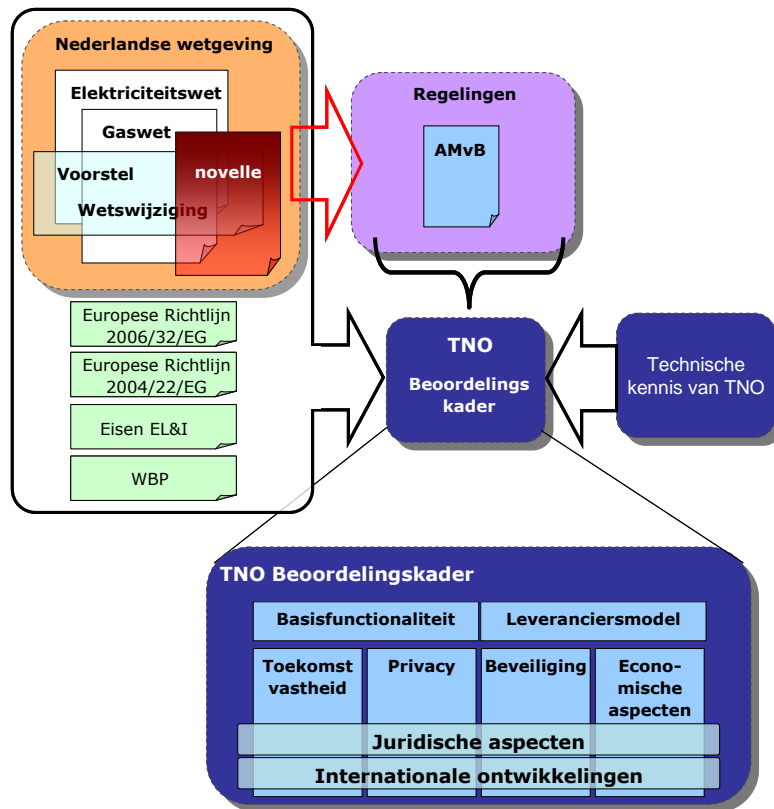 Nederlandse wetgeving
Elektriciteitswet
Gaswet
Voorstel
Wetswijziging
novelle
Regelingen
AMvB
Europese Richtlijn
2006/32/EG
Europese Richtlijn
2004/22/EG
Eisen EL&I
WBP
TNO
Beoordelings
kader
Technische
kennis van TNO
TNO Beoordelingskader
Basisfunctionaliteit
Leveranciersmodel
Toekomst
vastheid
Privacy
Beveiliging
Econo-
mische
aspecten
Juridische aspecten
Internationale ontwikkelingen